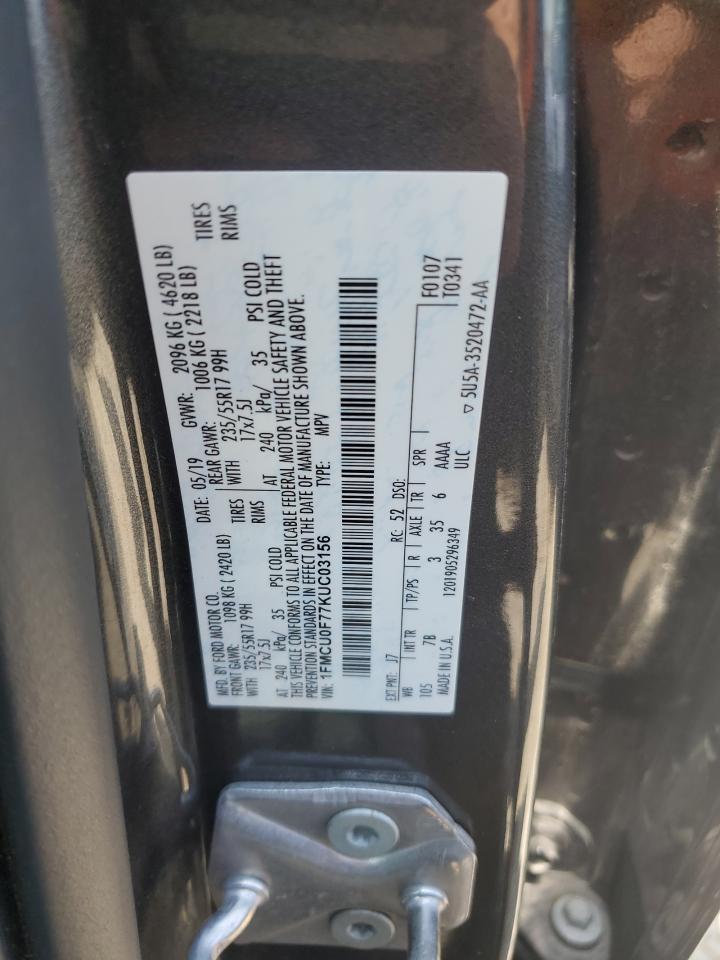 MFD. BY FORD MOTOR CO. DATE: 05/19 GVWR: 2096 KG ( 4620 LB)
FRONT GAWR: 1098 KG ( 2420 LB) REAR GAWR: 1006 KG ( 2218 LB)
WITH 235/55R17 99H TIRES WITH 235/55R17 99H TIRES
17x7.5J RIMS 17x7.5J RIMS
AT 240 kPa/ 35 PSI COLD AT 240 kPa/ 35 PSI COLD
THIS VEHICLE CONFORMS TO ALL APPLICABLE FEDERAL MOTOR VEHICLE SAFETY AND THEFT
PREVENTION STANDARDS IN EFFECT ON THE DATE OF MANUFACTURE SHOWN ABOVE.
VIN: 1FMCU0F77KUC03156 TYPE: MPV
EXT PNT: J7 RC: 52 DSO:
WB INT TR TP/PS R AXLE TR SPR F0107
105 7B 3 35 6 AAAA T0341
MADE IN U.S.A. 1201905296349 ULC
▽ 5U5A-3520472-AA